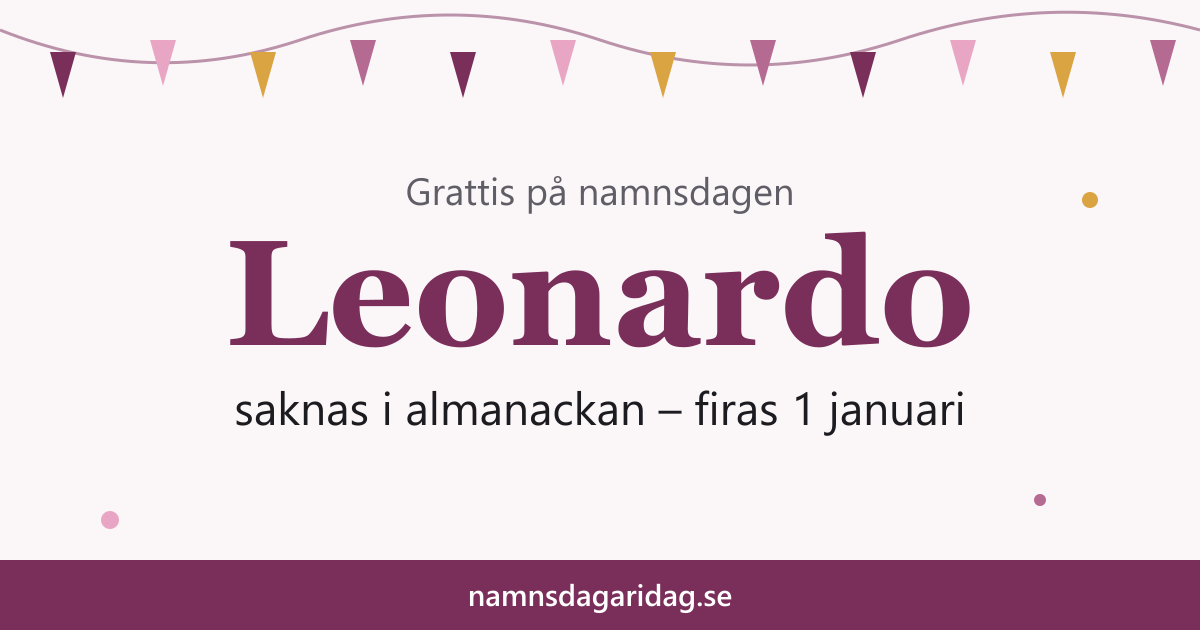 Grattis på namnsdagen
Leonardo
saknas i almanackan – firas 1 januari
namnsdagaridag.se